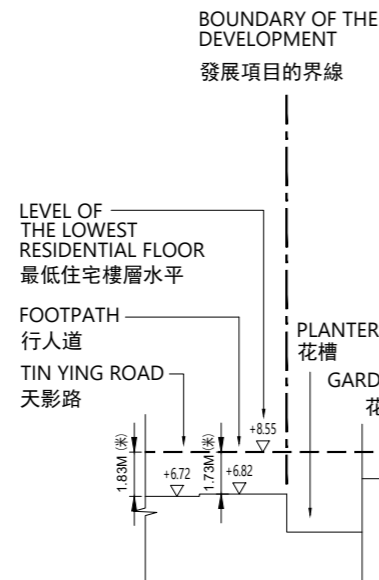 BOUNDARY OF THE
DEVELOPMENT
發展項目的界線
LEVEL OF
THE LOWEST
RESIDENTIAL FLOOR
最低住宅樓層水平
FOOTPATH
行人道
TIN YING ROAD
天影路
PLANTER
花槽
GARD
花
+8.55
1.83M (米)
+6.72
1.73M (米)
+6.82